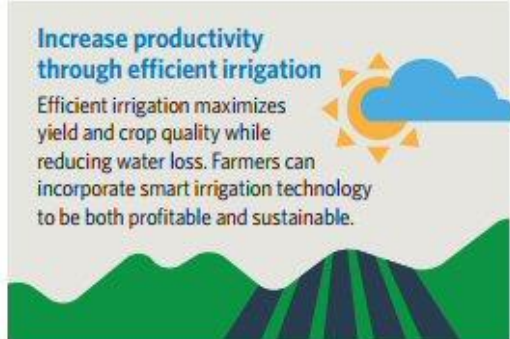 Increase productivity
through efficient irrigation
Efficient irrigation maximizes
yield and crop quality while
reducing water loss. Farmers can
incorporate smart irrigation technology
to be both profitable and sustainable.